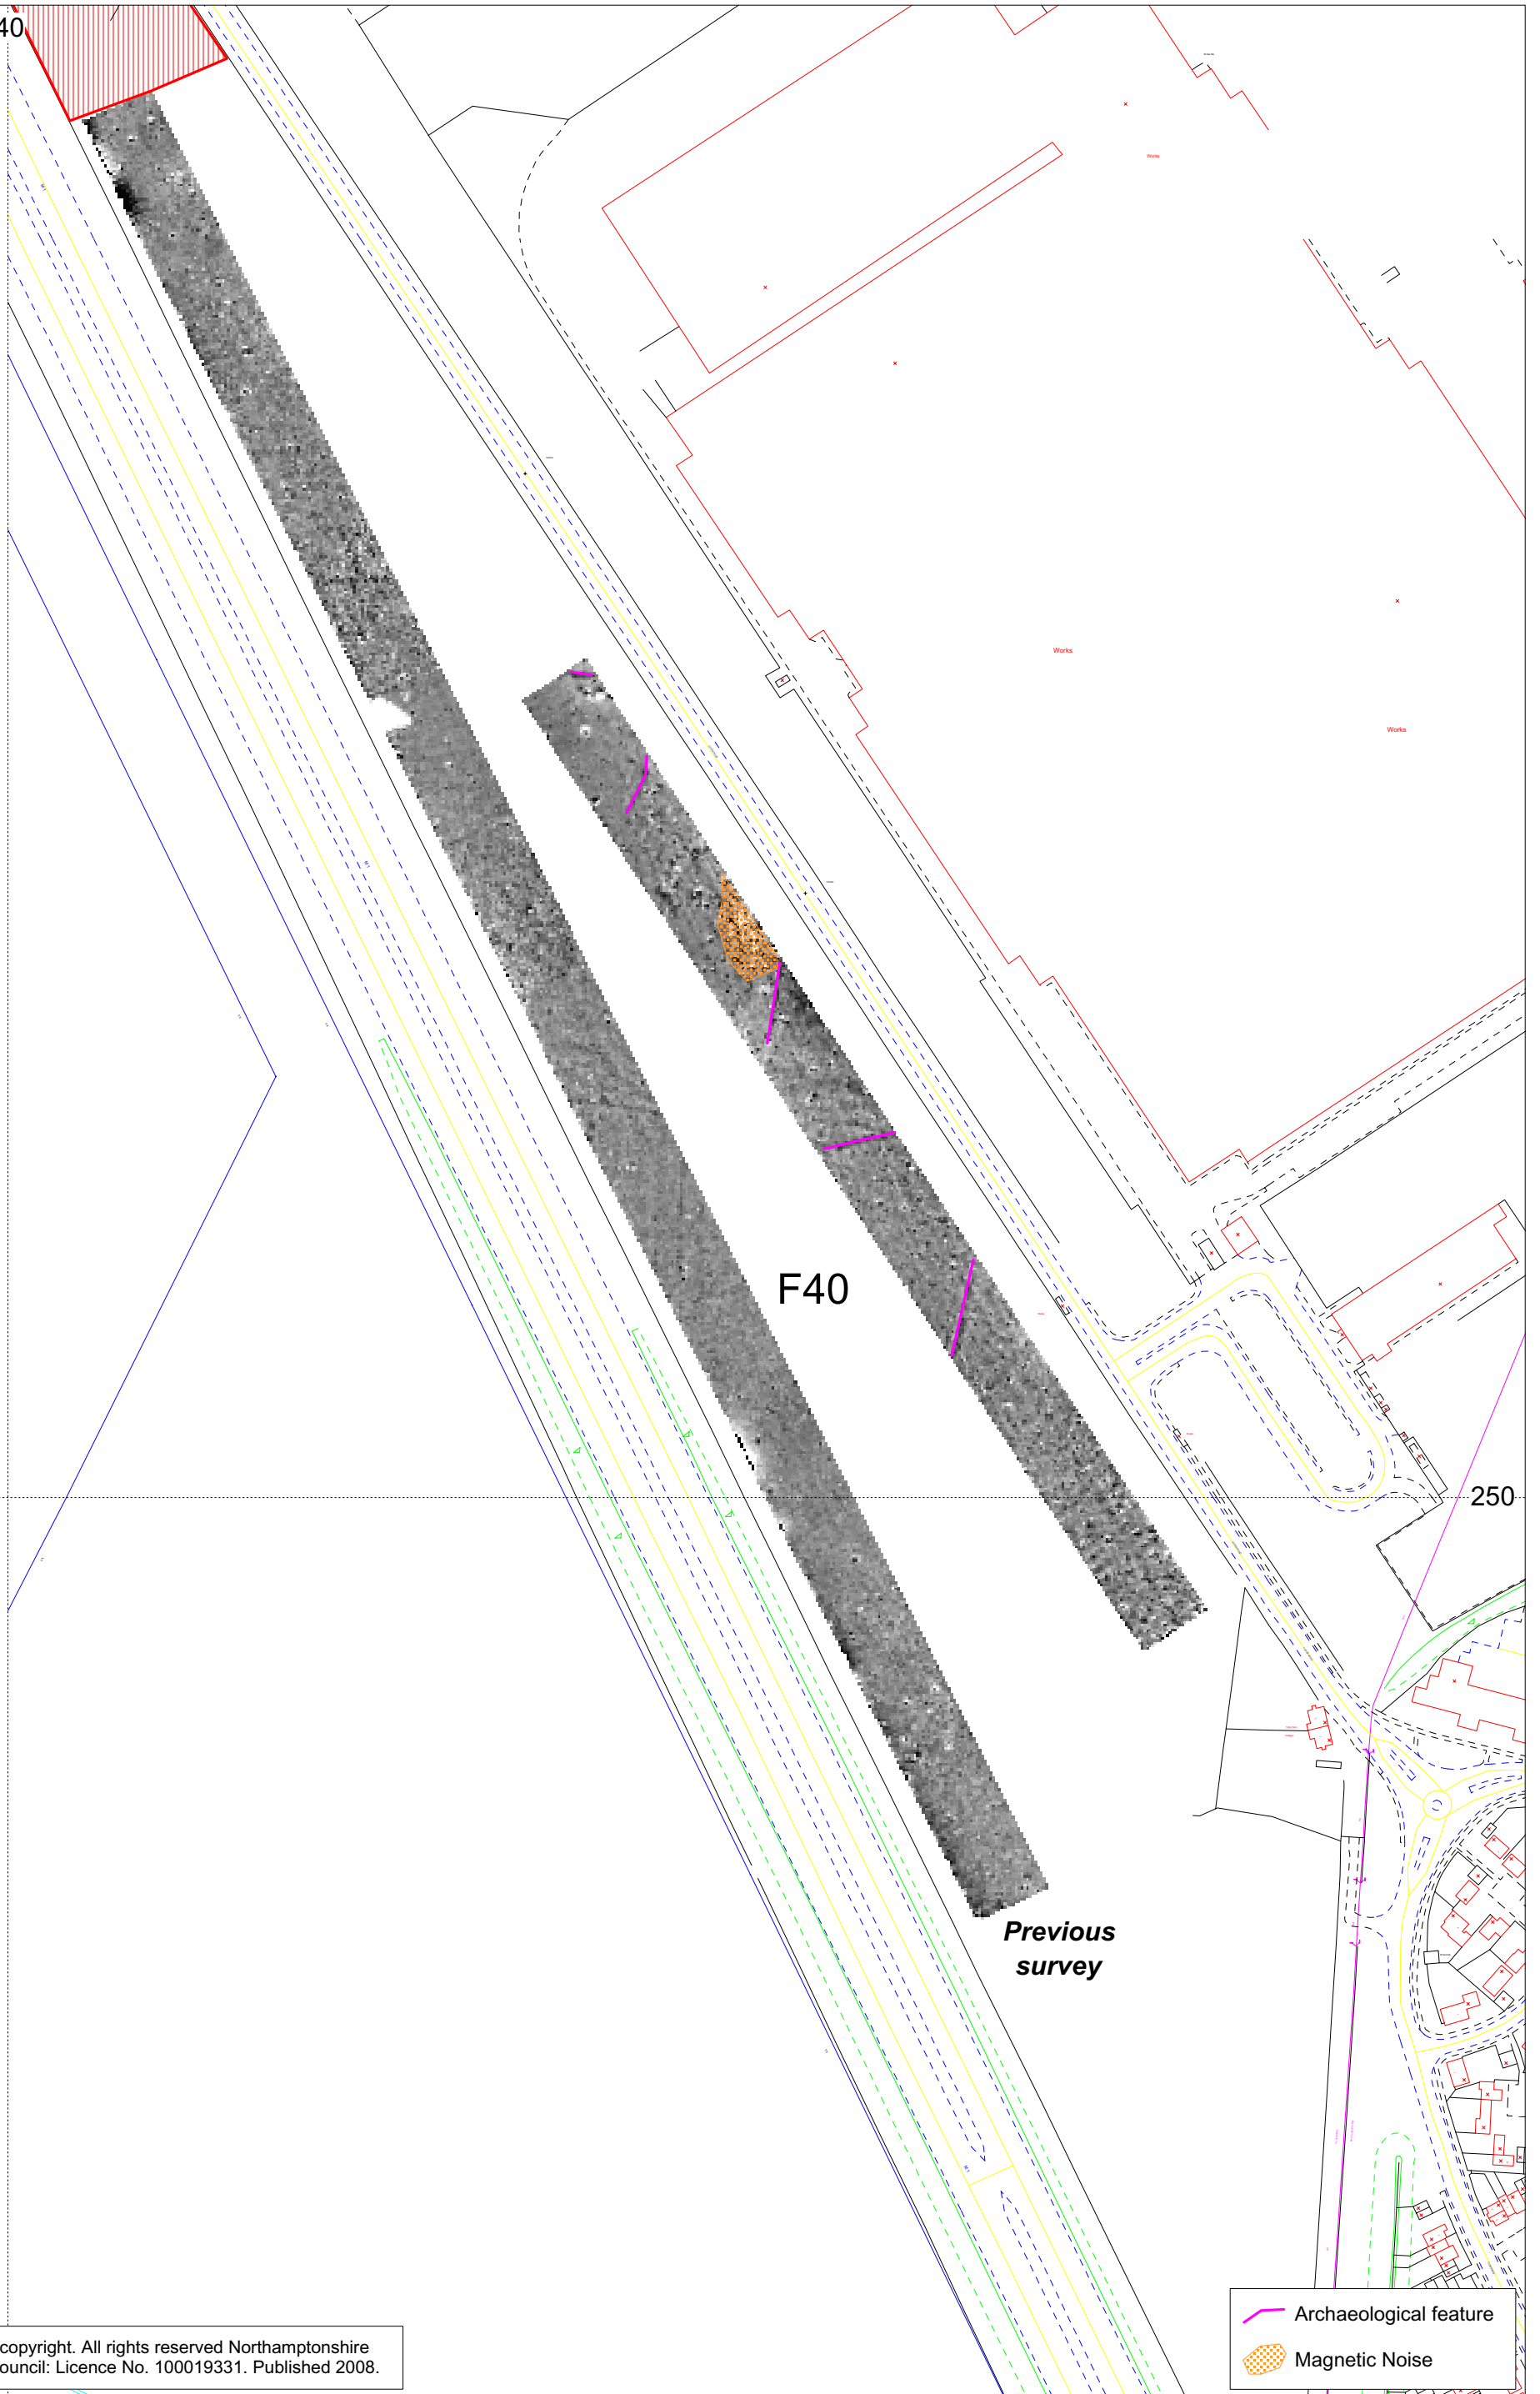 40
Works
Works
Works
F40
250
Previous
survey
Archaeological feature
Magnetic Noise
copyright. All rights reserved Northamptonshire
ouncil: Licence No. 100019331. Published 2008.